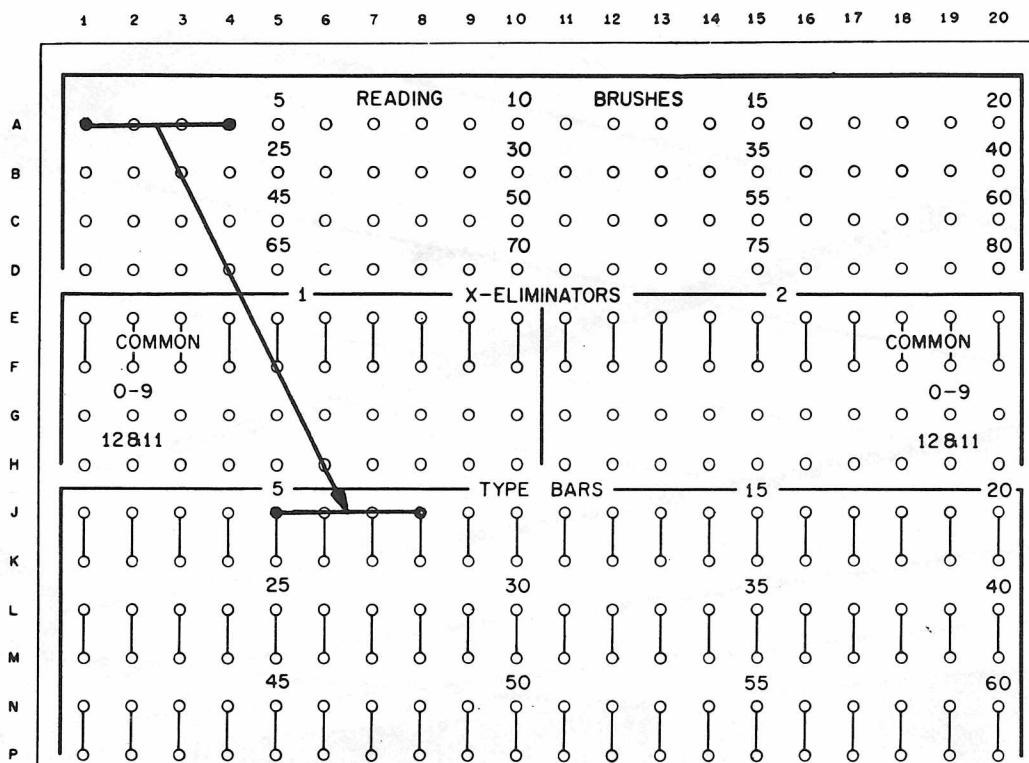 1 2 3 4 5 6 7 8 9 10 11 12 13 14 15 16 17 18 19 20
5 READING 10 BRUSHES 15 20
A
25 30 35 40
B
45 50 55 60
C
65 70 75 80
D
1 X-ELIMINATORS 2
E
COMMON COMMON
F
0-9 0-9
G
12&11 12&11
H
5 TYPE BARS 15 20
J
K
25 30 35 40
L
M
45 50 55 60
N
P